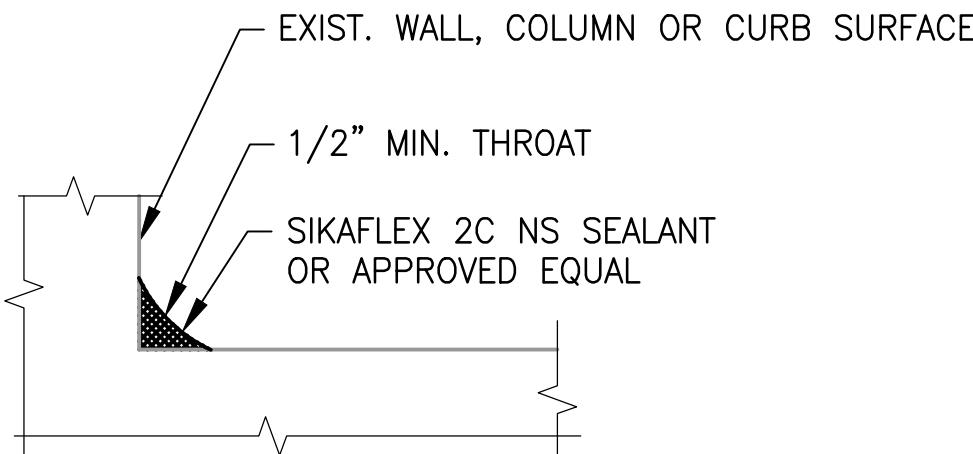 EXIST. WALL, COLUMN OR CURB SURFACE
1/2” MIN. THROAT
SIKAFLEX 2C NS SEALANT
OR APPROVED EQUAL